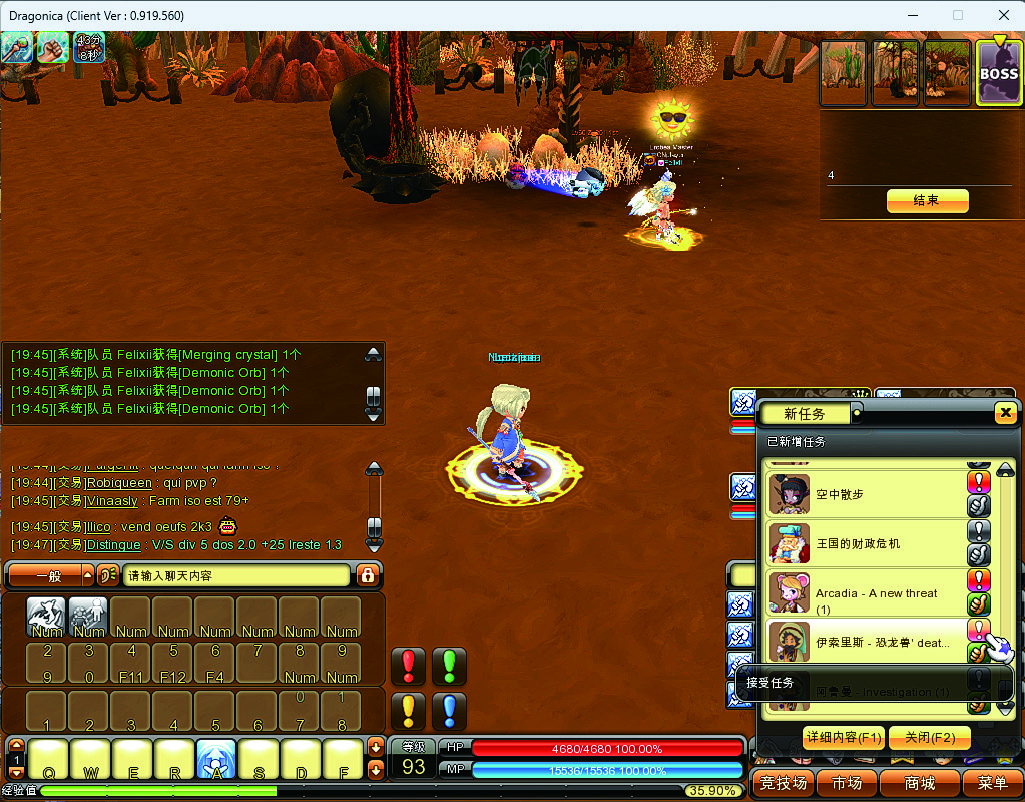 Dragonica (Client Ver : 0.919.560)
43分
8秒
BOSS
4
结束
[19:45][系统]队员 Felixii获得[Merging crystal] 1个
[19:45][系统]队员 Felixii获得[Demonic Orb] 1个
[19:45][系统]队员 Felixii获得[Demonic Orb] 1个
[19:45][系统]队员 Felixii获得[Demonic Orb] 1个
[19:44][交易]Robiqueen : qui pvp ?
[19:45][交易]Vinaasly : Farm iso est 79+
[19:45][交易]Ilico : vend oeufs 2k3
[19:47][交易]Distingue : V/S div 5 dos 2.0 +25 lreste 1.3
一般
请输入聊天内容
新任务
已新增任务
空中散步
王国的财政危机
Arcadia - A new threat
(1)
伊索里斯 - 恐龙兽' deat...
接受任务
阿鲁曼 - Investigation (1)
详细内容(F1)
关闭(F2)
Num Num Num Num Num Num Num Num
2 3 4 5 6 7 8 9
9 0 F11 F12 F4 Num Num
0 1
1 2 3 4 5 6 7 8
1
Q W E R A S D F
等级
93
HP
4680/4680 100.00%
MP
15536/15536 100.00%
经验值
35.90%
竞技场
市场
商城
菜单